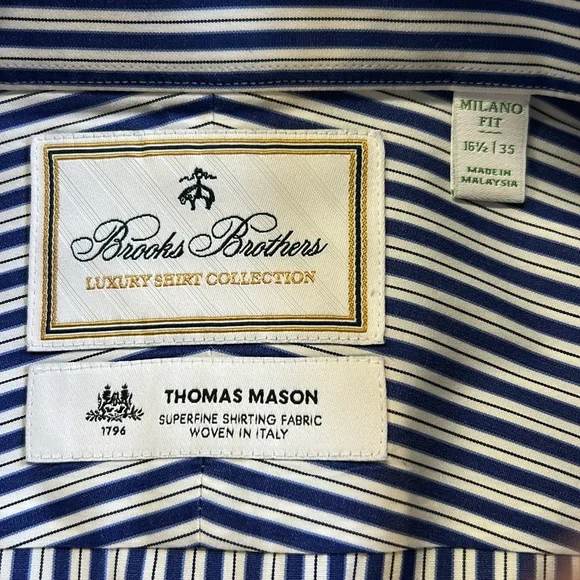 MILANO
FIT
16½ | 35
MADE IN
MALAYSIA
Brooks Brothers
LUXURY SHIRT COLLECTION
1796
THOMAS MASON
SUPERFINE SHIRTING FABRIC
WOVEN IN ITALY